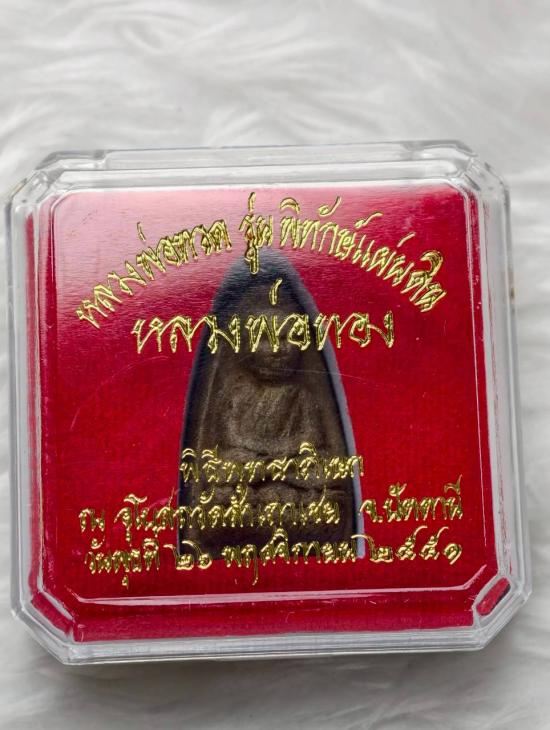 หลวงพ่อทวด รุ่น พิทักษ์แผ่นดิน
หลวงพ่อทอง
พิธีพุทธาภิเษก
ณ อุโบสถวัดสำเภาเชย จ.ปัตตานี
วันพุธที่ ๒๖ พฤศจิกายน ๒๕๕๑